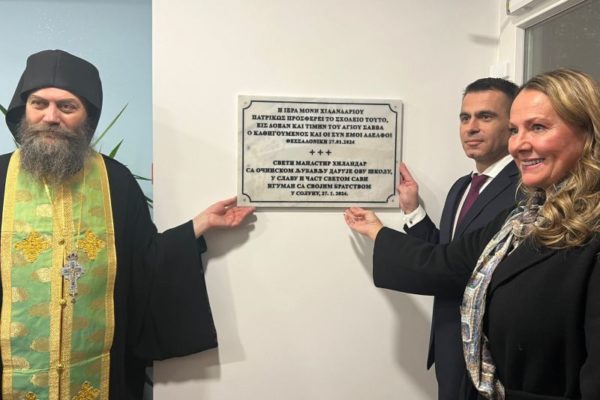 Η ΙΕΡΑ ΜΟΝΗ ΧΙΛΑΝΔΑΡΙΟΥ
ΠΑΤΡΙΚΩΣ ΠΡΟΣΦΕΡΕΙ ΤΟ ΣΧΟΛΕΙΟ ΤΟΥΤΟ,
ΕΙΣ ΔΟΞΑΝ ΚΑΙ ΤΙΜΗΝ ΤΟΥ ΑΓΙΟΥ ΣΑΒΒΑ
Ο ΚΑΘΗΓΟΥΜΕΝΟΣ ΚΑΙ ΟΙ ΣΥΝ ΕΜΟΙ ΑΔΕΛΦΟΙ
ΘΕΣΣΑΛΟΝΙΚΗ 27.01.2024
+++
СВЕТИ МАНАСТИР ХИЛАНДАР
СА ОЧИНСКОМ ЉУБАВЉУ ДАРУЈЕ ОВУ ШКОЛУ,
У СЛАВУ И ЧАСТ СВЕТОМ САВИ
ИГУМАН СА СВОЈИМ БРАТСТВОМ
У СОЛУНУ, 27. 1. 2024.